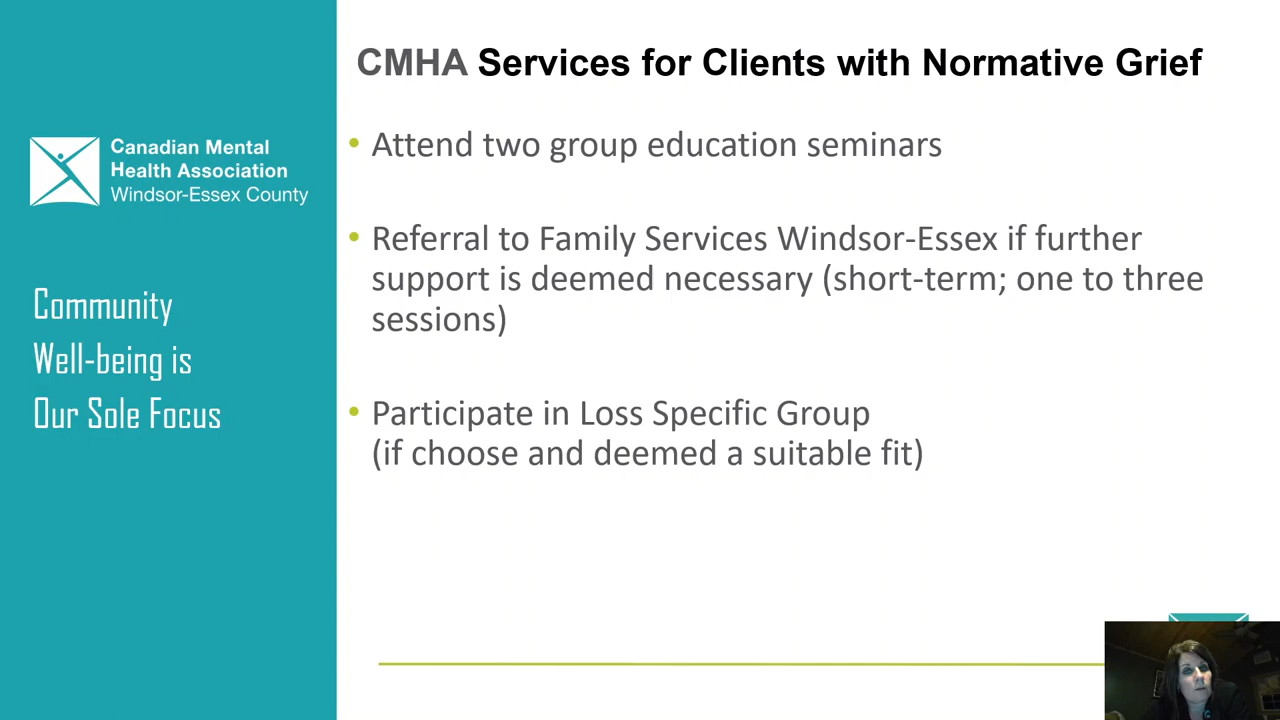 CMHA Services for Clients with Normative Grief
Canadian Mental
Health Association
Windsor-Essex County
Community
Well-being is
Our Sole Focus
• Attend two group education seminars
• Referral to Family Services Windsor-Essex if further
support is deemed necessary (short-term; one to three
sessions)
• Participate in Loss Specific Group
(if choose and deemed a suitable fit)